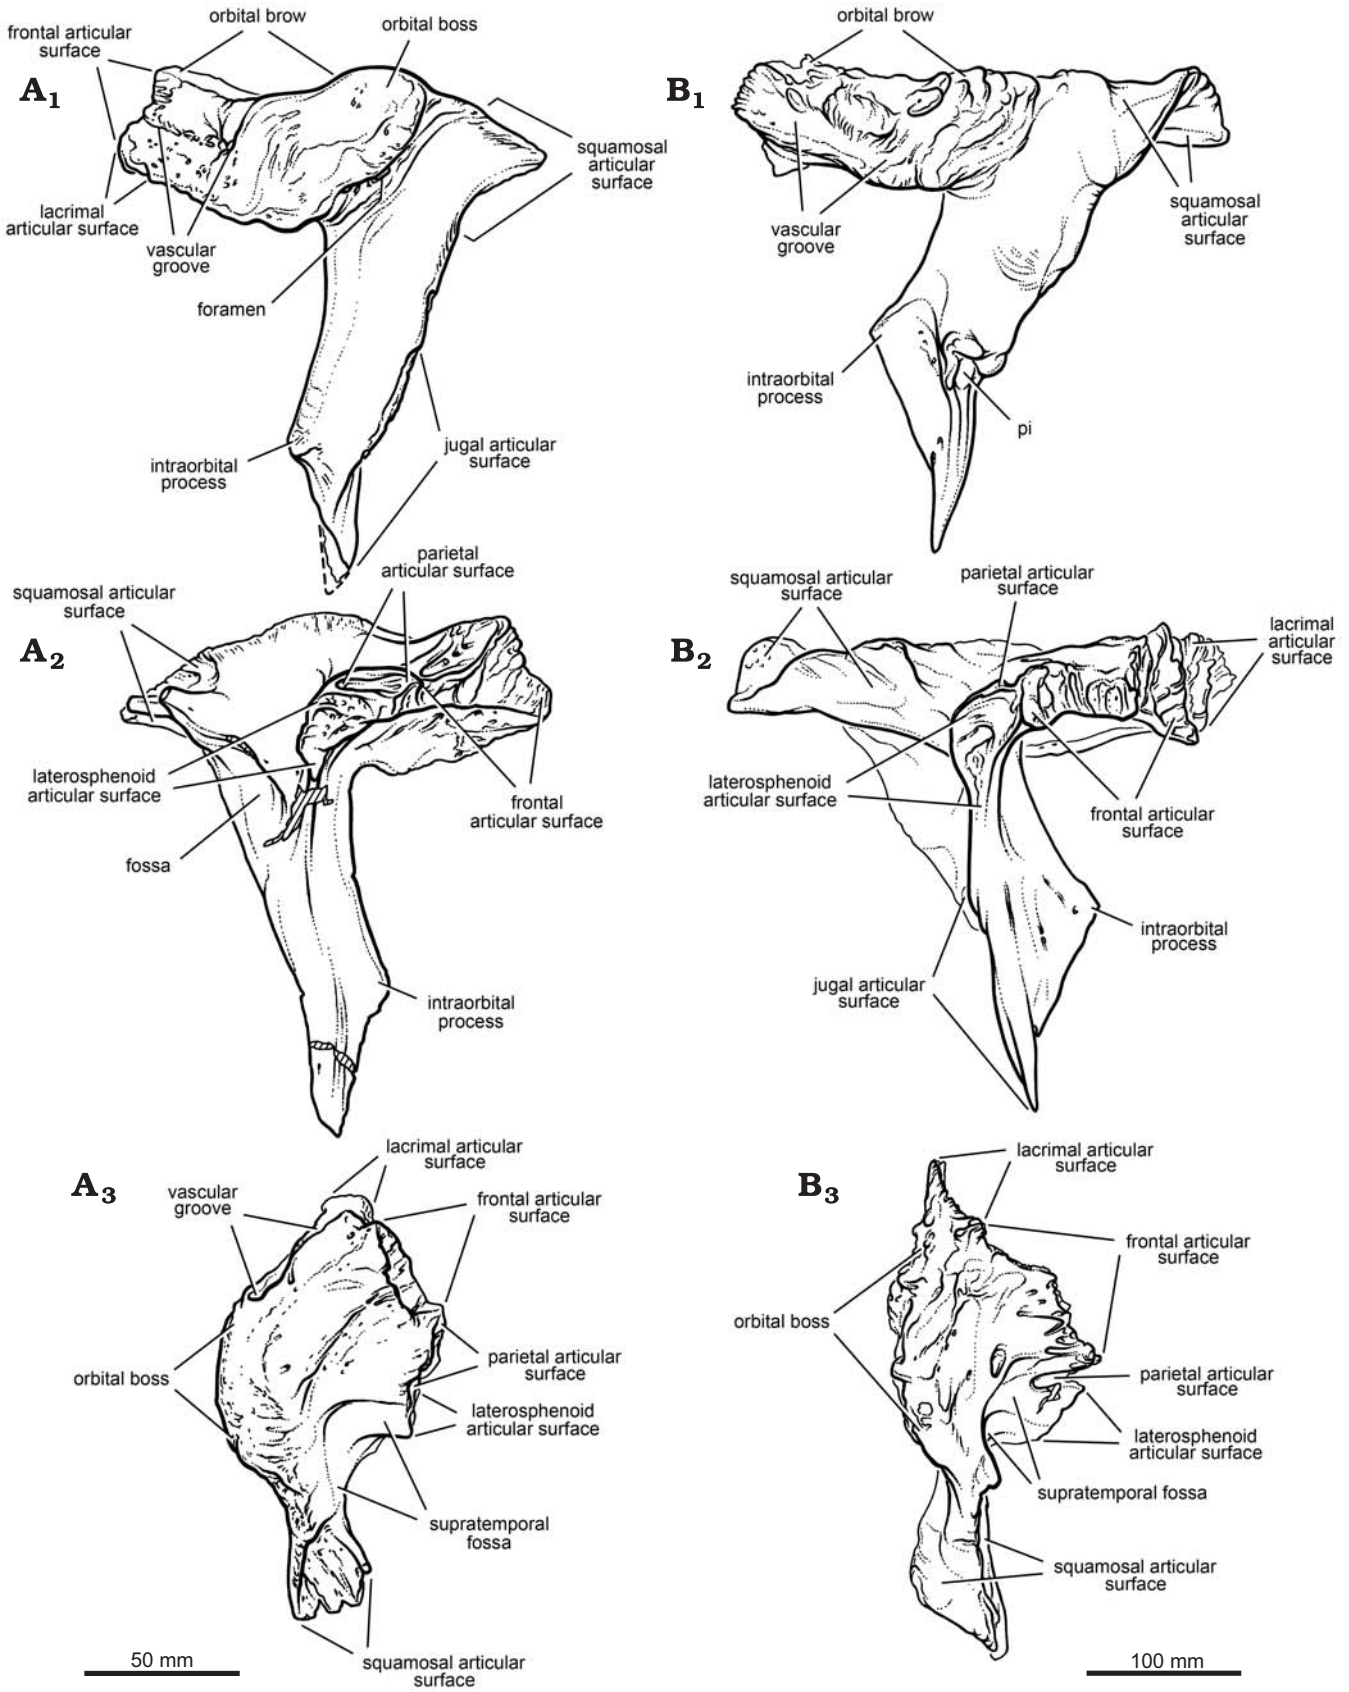 A1
frontal articular
surface
orbital brow
orbital boss
squamosal
articular
surface
lacrimal
articular surface
vascular
groove
foramen
intraorbital
process
jugal articular
surface
B1
orbital brow
vascular
groove
squamosal
articular
surface
intraorbital
process
pi
A2
squamosal articular
surface
parietal
articular surface
laterosphenoid
articular surface
fossa
frontal
articular surface
intraorbital
process
B2
squamosal articular
surface
parietal articular
surface
lacrimal
articular
surface
laterosphenoid
articular surface
frontal articular
surface
intraorbital
process
jugal articular
surface
A3
lacrimal articular
surface
vascular
groove
frontal articular
surface
orbital boss
parietal articular
surface
laterosphenoid
articular surface
supratemporal
fossa
squamosal articular
surface
50 mm
B3
lacrimal articular
surface
frontal articular
surface
orbital boss
parietal articular
surface
laterosphenoid
articular surface
supratemporal fossa
squamosal articular
surface
100 mm